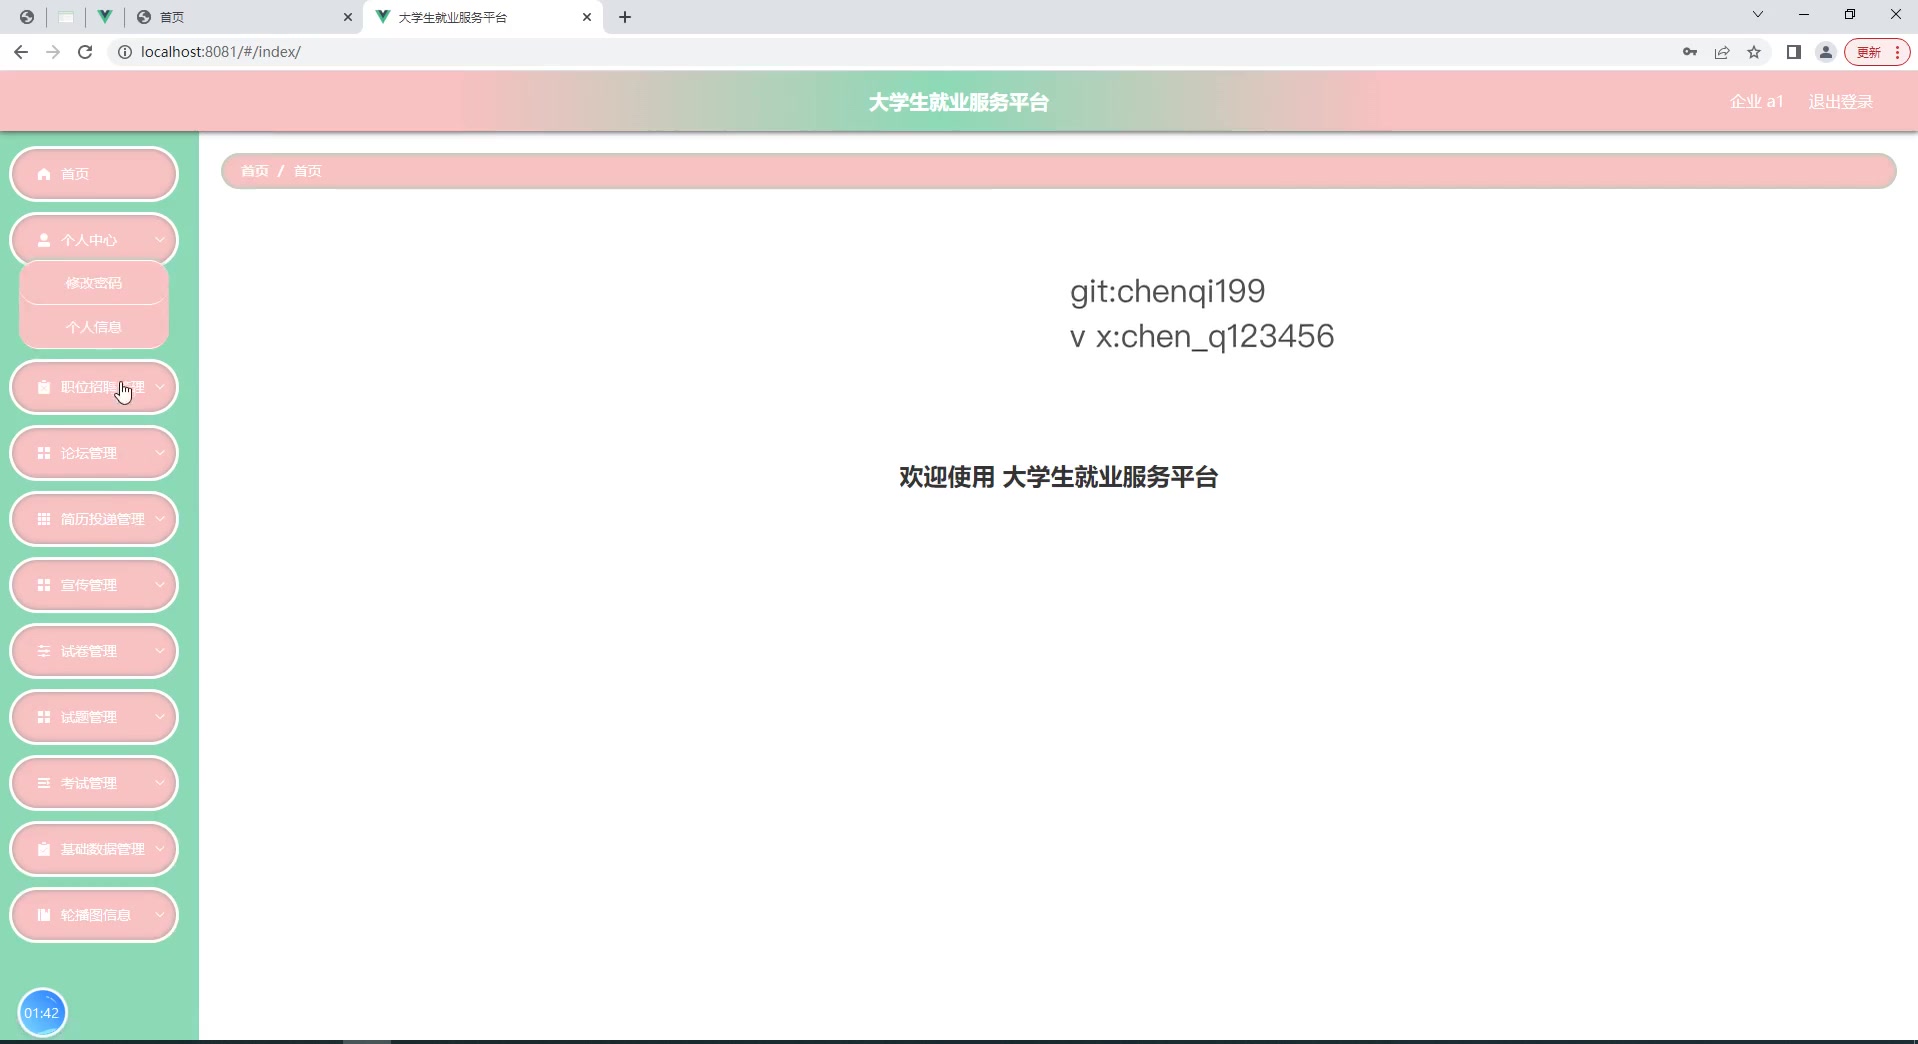 首页
大学生就业服务平台
localhost:8081/#/index/
更新
大学生就业服务平台
企业 a1
退出登录
首页
首页 / 首页
个人中心
修改密码
个人信息
git:chenqi199
v x:chen_q123456
职位招聘管理
论坛管理
欢迎使用 大学生就业服务平台
简历投递管理
宣传管理
试卷管理
试题管理
考试管理
基础数据管理
轮播图信息
01:42